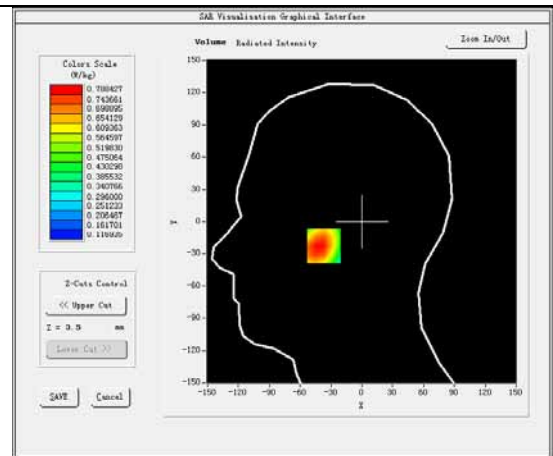 SAR Visualisation Graphical Interface
Volume Radiated Intensity
Zoom In/Out
Colors Scale
(W/kg)
0.788427
0.743661
0.698895
0.654129
0.609363
0.564597
0.519830
0.475064
0.430298
0.385532
0.340766
0.296000
0.251233
0.206467
0.161701
0.116935
Z-Cuts Control
<< Upper Cut
Z = 3.5 mm
Lower Cut >>
SAVE Cancel
150
120
90
60
30
0
-30
-60
-90
-120
-150
Y
-150 -120 -90 -60 -30 0 30 60 90 120 150
X